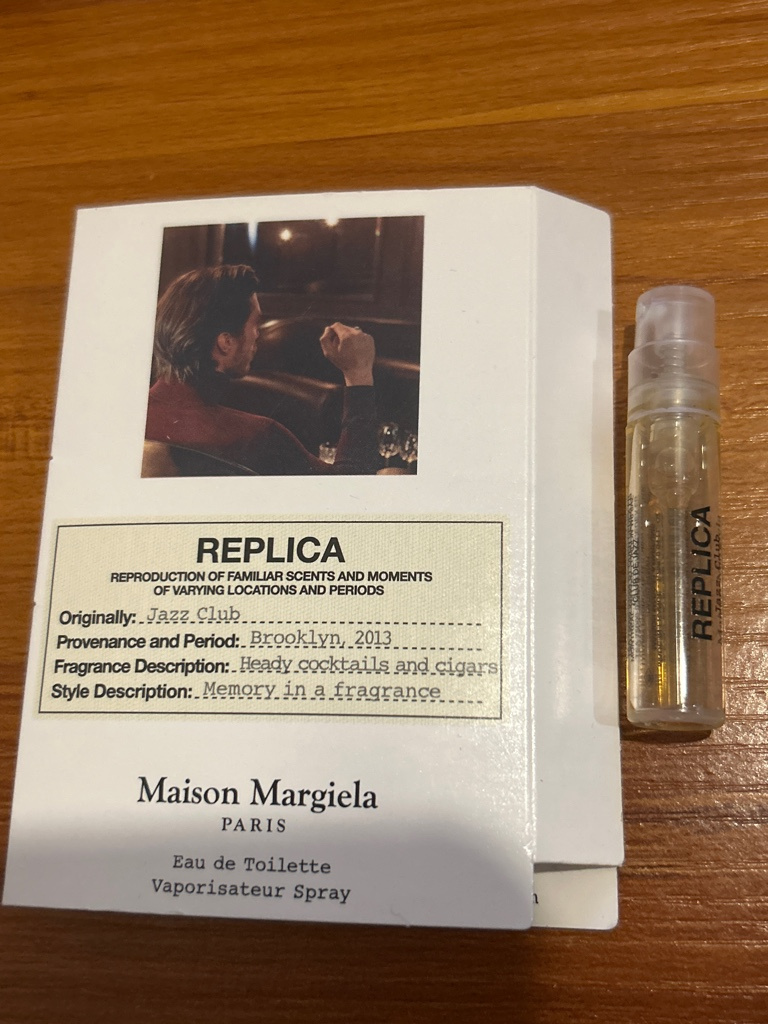 REPLICA
REPRODUCTION OF FAMILIAR SCENTS AND MOMENTS
OF VARYING LOCATIONS AND PERIODS
Originally: Jazz Club
Provenance and Period: Brooklyn, 2013
Fragrance Description: Heady cocktails and cigars
Style Description: Memory in a fragrance
Maison Margiela
PARIS
Eau de Toilette
Vaporisateur Spray
REPLICA
Jazz Club